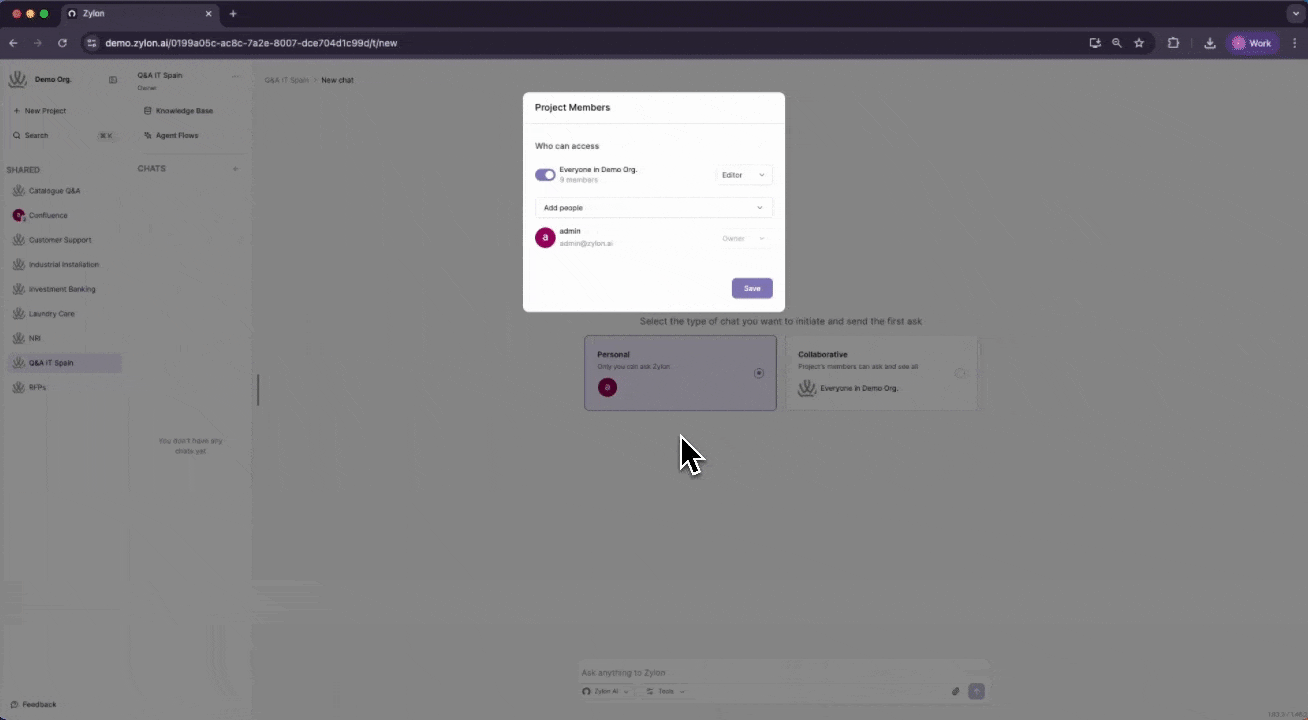 Zylon
demo.zylon.ai/0199a05c-ac8c-7a2e-8007-dce704d1c99d/t/new
Work
Demo Org.
New Project
Search
⌘ K
SHARED
Catalogue Q&A
Confluence
Customer Support
Industrial Installation
Investment Banking
Laundry Care
NRI
Q&A IT Spain
RFPs
Feedback
Q&A IT Spain
Owner
Knowledge Base
Agent Flows
CHATS
You don't have any
chats yet.
Q&A IT Spain > New chat
Project Members
Who can access
Everyone in Demo Org.
9 members
Editor
Add people
a
admin
admin@zylon.ai
Owner
Save
Select the type of chat you want to initiate and send the first ask
Personal
Only you can ask Zylon
a
Collaborative
Project's members can ask and see all
Everyone in Demo Org.
Ask anything to Zylon
Zylon AI
Tools